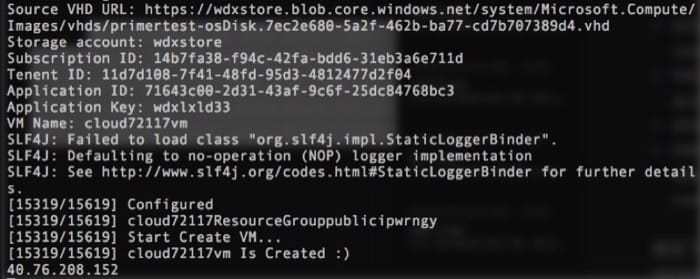 Source VHD URL: https://wdxstore.blob.core.windows.net/system/Microsoft.Compute/
Images/vhds/primertest-osDisk.7ec2e680-5a2f-462b-ba77-cd7b707389d4.vhd
Storage account: wdxstore
Subscription ID: 14b7fa38-f94c-42fa-bdd6-31eb3a6e711d
Tenent ID: 11d7d108-7f41-48fd-95d3-4812477d2f04
Application ID: 71643c00-2d31-43af-9c6f-25dc84768bc3
Application Key: wdxlxld33
VM Name: cloud72117vm
SLF4J: Failed to load class "org.slf4j.impl.StaticLoggerBinder".
SLF4J: Defaulting to no-operation (NOP) logger implementation
SLF4J: See http://www.slf4j.org/codes.html#StaticLoggerBinder for further detail
s.
[15319/15619] Configured
[15319/15619] cloud72117ResourceGrouppublicipwrngy
[15319/15619] Start Create VM...
[15319/15619] cloud72117vm Is Created :)
40.76.208.152